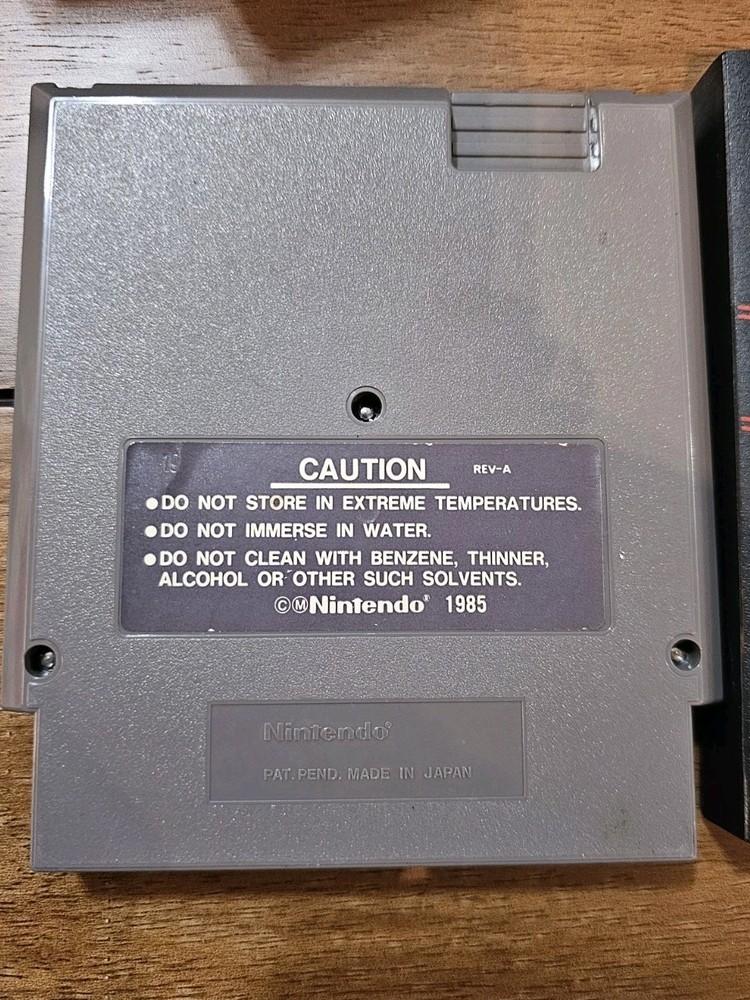 19
CAUTION REV-A
●DO NOT STORE IN EXTREME TEMPERATURES.
●DO NOT IMMERSE IN WATER.
●DO NOT CLEAN WITH BENZENE, THINNER,
ALCOHOL OR OTHER SUCH SOLVENTS.
©ⓂNintendo® 1985
Nintendo®
PAT. PEND. MADE IN JAPAN